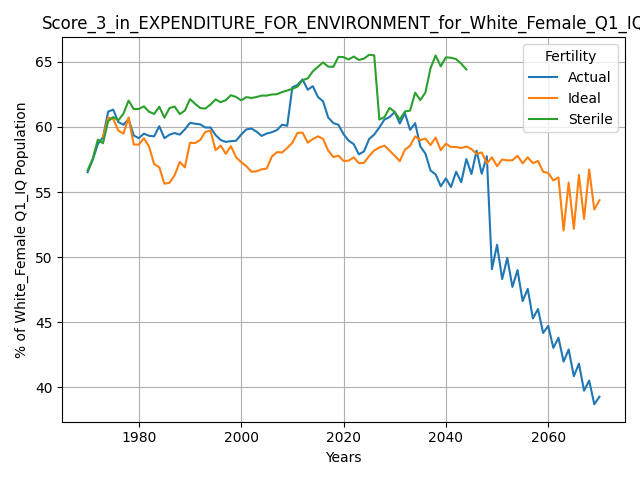 Score_3_in_EXPENDITURE_FOR_ENVIRONMENT_for_White_Female_Q1_IQ
Fertility
Actual
Ideal
Sterile
% of White_Female Q1_IQ Population
65
60
55
50
45
40
1980
2000
2020
2040
2060
Years